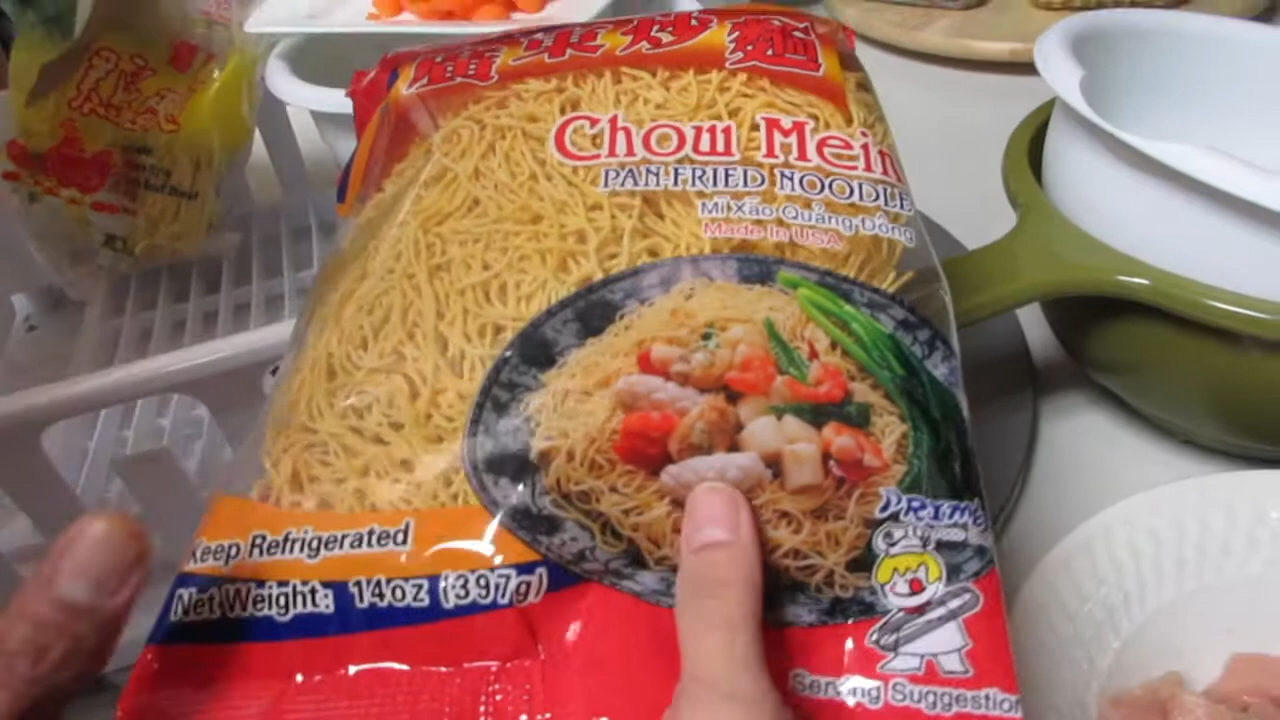 廣東炒麵
Chow Mein
PAN-FRIED NOODLE
Mì Xào Quảng Đông
Made In USA
Keep Refrigerated
Net Weight: 14oz (397g)
PRIME
Serving Suggestion